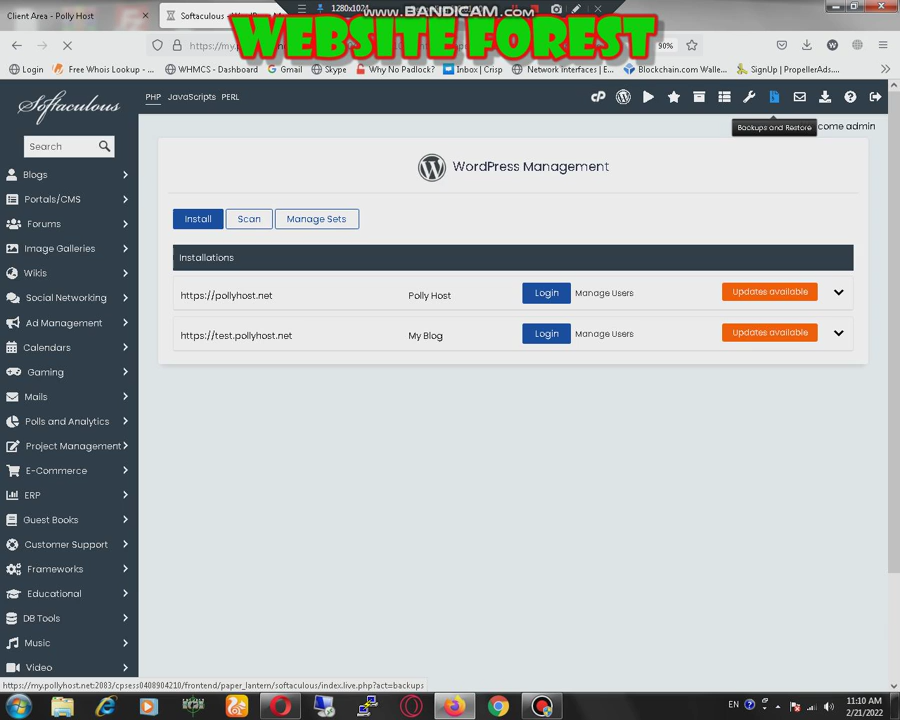 Client Area - Polly Host
Softaculous
1280x1024
www.BANDICAM.com
WEBSITE FOREST
https://my.
90%
Login
Free Whois Lookup - ...
WHMCS - Dashboard
Gmail
Skype
Why No Padlock?
Inbox | Crisp
Network Interfaces | E...
Blockchain.com Walle...
SignUp | PropellerAds....
Softaculous
PHP JavaScripts PERL
Backups and Restore
come admin
Search
WordPress Management
Install
Scan
Manage Sets
Installations
https://pollyhost.net Polly Host Login Manage Users Updates available
https://test.pollyhost.net My Blog Login Manage Users Updates available
Blogs
Portals/CMS
Forums
Image Galleries
Wikis
Social Networking
Ad Management
Calendars
Gaming
Mails
Polls and Analytics
Project Management
E-Commerce
ERP
Guest Books
Customer Support
Frameworks
Educational
DB Tools
Music
Video
https://my.pollyhost.net:2083/cpsess0408904210/frontend/paper_lantern/softaculous/index.live.php?act=backups
EN
11:10 AM
2/21/2022